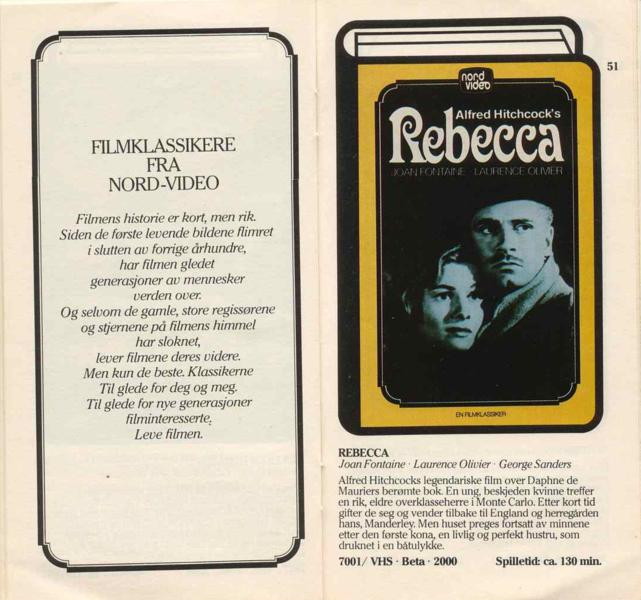 FILMKLASSIKERE
FRA
NORD-VIDEO
Filmens historie er kort, men rik.
Siden de første levende bildene flimret
i slutten av forrige århundre,
har filmen gledet
generasjoner av mennesker
verden over.
Og selvom de gamle, store regissørene
og stjernene på filmens himmel
har sloknet,
lever filmene deres videre.
Men kun de beste. Klassikerne
Til glede for deg og meg.
Til glede for nye generasjoner
filminteresserte.
Leve filmen.
51
nord
video
Alfred Hitchcock's
Rebecca
JOAN FONTAINE · LAURENCE OLIVIER
EN FILMKLASSIKER
REBECCA
Joan Fontaine · Laurence Olivier · George Sanders
Alfred Hitchcocks legendariske film over Daphne de
Mauriers berømte bok. En ung, beskjeden kvinne treffer
en rik, eldre overklasseherre i Monte Carlo. Etter kort tid
gifter de seg og vender tilbake til England og herregården
hans, Manderley. Men huset preges fortsatt av minnene
etter den første kona, en livlig og perfekt hustru, som
druknet i en båtulykke.
7001/ VHS · Beta · 2000 Spilletid: ca. 130 min.